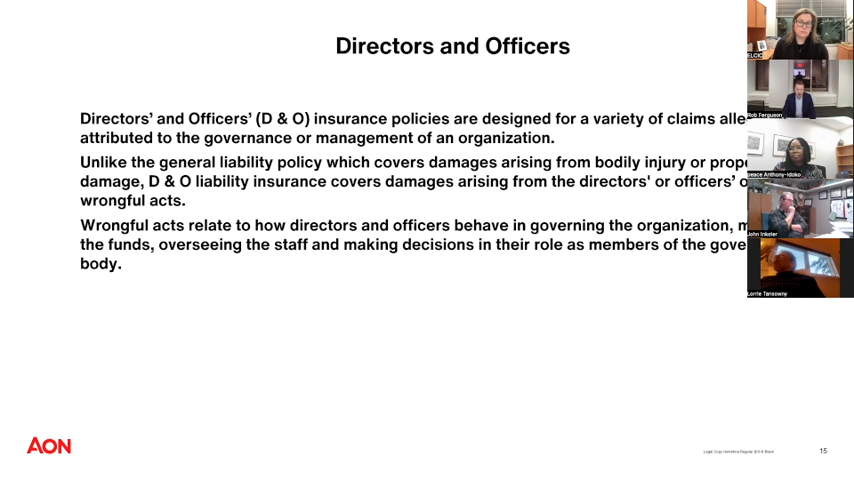 Directors and Officers
Directors’ and Officers’ (D & O) insurance policies are designed for a variety of claims alle
attributed to the governance or management of an organization.
Unlike the general liability policy which covers damages arising from bodily injury or prope
damage, D & O liability insurance covers damages arising from the directors' or officers’ o
wrongful acts.
Wrongful acts relate to how directors and officers behave in governing the organization, m
the funds, overseeing the staff and making decisions in their role as members of the gove
body.
ELCIC
Rob Ferguson
peace Anthony-Idoko
John Inkster
Lorrie Tansowny
AON
15